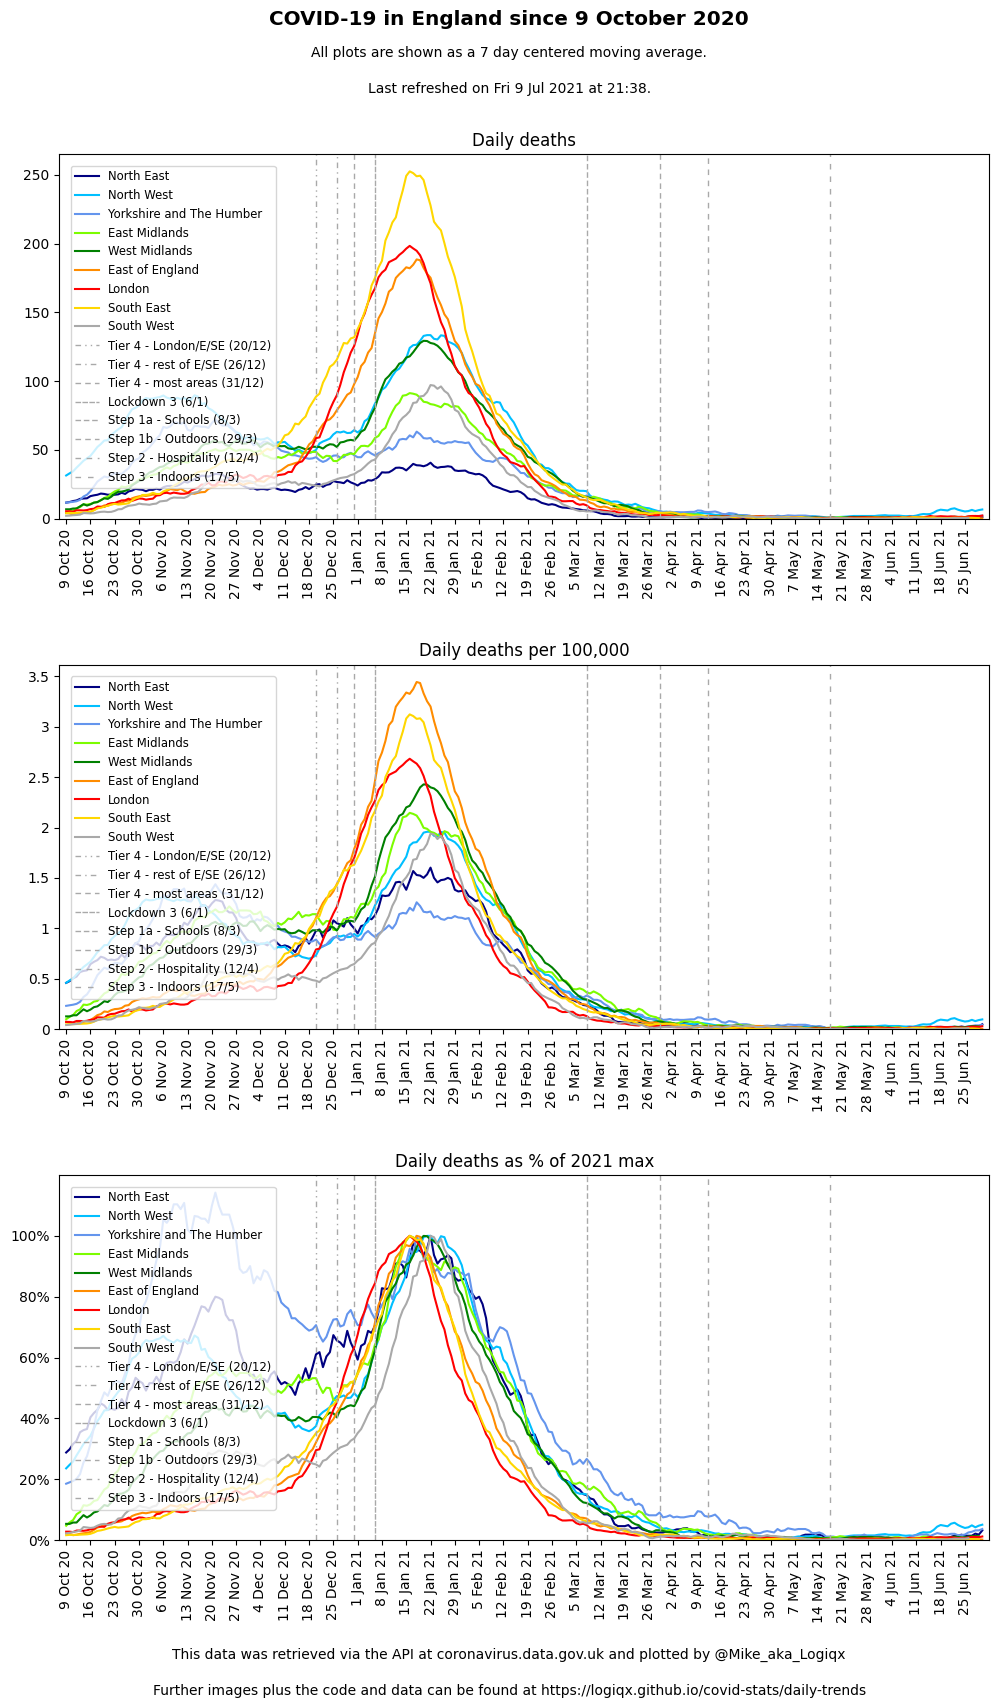 COVID-19 in England since 9 October 2020
All plots are shown as a 7 day centered moving average.
Last refreshed on Fri 9 Jul 2021 at 21:38.
Daily deaths
250
200
150
100
50
0
North East
North West
Yorkshire and The Humber
East Midlands
West Midlands
East of England
London
South East
South West
Tier 4 - London/E/SE (20/12)
Tier 4 - rest of E/SE (26/12)
Tier 4 - most areas (31/12)
Lockdown 3 (6/1)
Step 1a - Schools (8/3)
Step 1b - Outdoors (29/3)
Step 2 - Hospitality (12/4)
Step 3 - Indoors (17/5)
9 Oct 20
16 Oct 20
23 Oct 20
30 Oct 20
6 Nov 20
13 Nov 20
20 Nov 20
27 Nov 20
4 Dec 20
11 Dec 20
18 Dec 20
25 Dec 20
1 Jan 21
8 Jan 21
15 Jan 21
22 Jan 21
29 Jan 21
5 Feb 21
12 Feb 21
19 Feb 21
26 Feb 21
5 Mar 21
12 Mar 21
19 Mar 21
26 Mar 21
2 Apr 21
9 Apr 21
16 Apr 21
23 Apr 21
30 Apr 21
7 May 21
14 May 21
21 May 21
28 May 21
4 Jun 21
11 Jun 21
18 Jun 21
25 Jun 21
Daily deaths per 100,000
3.5
3
2.5
2
1.5
1
0.5
0
North East
North West
Yorkshire and The Humber
East Midlands
West Midlands
East of England
London
South East
South West
Tier 4 - London/E/SE (20/12)
Tier 4 - rest of E/SE (26/12)
Tier 4 - most areas (31/12)
Lockdown 3 (6/1)
Step 1a - Schools (8/3)
Step 1b - Outdoors (29/3)
Step 2 - Hospitality (12/4)
Step 3 - Indoors (17/5)
9 Oct 20
16 Oct 20
23 Oct 20
30 Oct 20
6 Nov 20
13 Nov 20
20 Nov 20
27 Nov 20
4 Dec 20
11 Dec 20
18 Dec 20
25 Dec 20
1 Jan 21
8 Jan 21
15 Jan 21
22 Jan 21
29 Jan 21
5 Feb 21
12 Feb 21
19 Feb 21
26 Feb 21
5 Mar 21
12 Mar 21
19 Mar 21
26 Mar 21
2 Apr 21
9 Apr 21
16 Apr 21
23 Apr 21
30 Apr 21
7 May 21
14 May 21
21 May 21
28 May 21
4 Jun 21
11 Jun 21
18 Jun 21
25 Jun 21
Daily deaths as % of 2021 max
100%
80%
60%
40%
20%
0%
North East
North West
Yorkshire and The Humber
East Midlands
West Midlands
East of England
London
South East
South West
Tier 4 - London/E/SE (20/12)
Tier 4 - rest of E/SE (26/12)
Tier 4 - most areas (31/12)
Lockdown 3 (6/1)
Step 1a - Schools (8/3)
Step 1b - Outdoors (29/3)
Step 2 - Hospitality (12/4)
Step 3 - Indoors (17/5)
9 Oct 20
16 Oct 20
23 Oct 20
30 Oct 20
6 Nov 20
13 Nov 20
20 Nov 20
27 Nov 20
4 Dec 20
11 Dec 20
18 Dec 20
25 Dec 20
1 Jan 21
8 Jan 21
15 Jan 21
22 Jan 21
29 Jan 21
5 Feb 21
12 Feb 21
19 Feb 21
26 Feb 21
5 Mar 21
12 Mar 21
19 Mar 21
26 Mar 21
2 Apr 21
9 Apr 21
16 Apr 21
23 Apr 21
30 Apr 21
7 May 21
14 May 21
21 May 21
28 May 21
4 Jun 21
11 Jun 21
18 Jun 21
25 Jun 21
This data was retrieved via the API at coronavirus.data.gov.uk and plotted by @Mike_aka_Logiqx
Further images plus the code and data can be found at https://logiqx.github.io/covid-stats/daily-trends